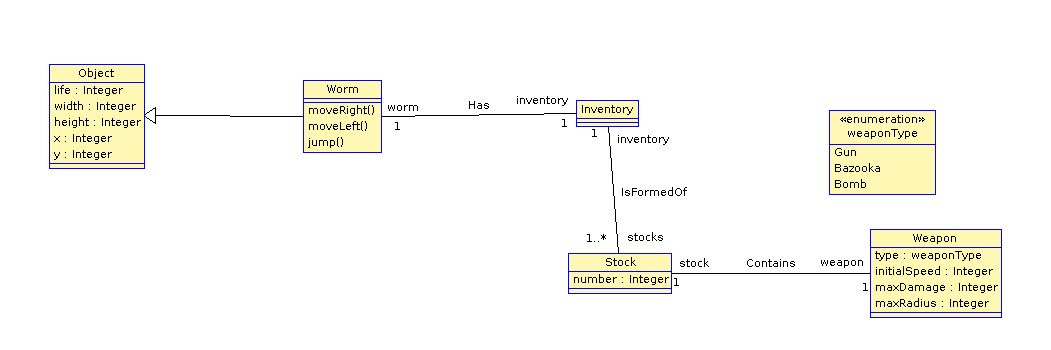 Object
life : Integer
width : Integer
height : Integer
x : Integer
y : Integer
Worm
moveRight()
moveLeft()
jump()
worm
Has
inventory
1
1
Inventory
1
inventory
IsFormedOf
1..*
stocks
Stock
number : Integer
stock
Contains
weapon
1
1
«enumeration»
weaponType
Gun
Bazooka
Bomb
Weapon
type : weaponType
initialSpeed : Integer
maxDamage : Integer
maxRadius : Integer